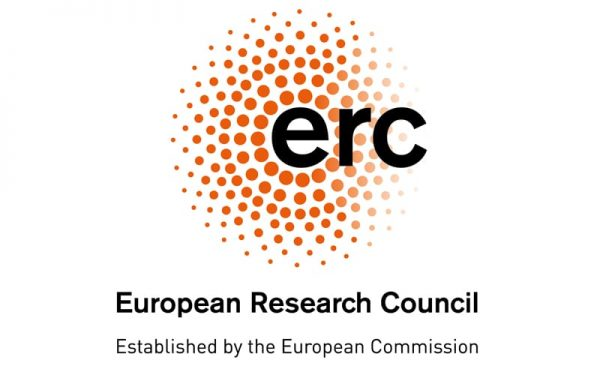 erc
European Research Council
Established by the European Commission